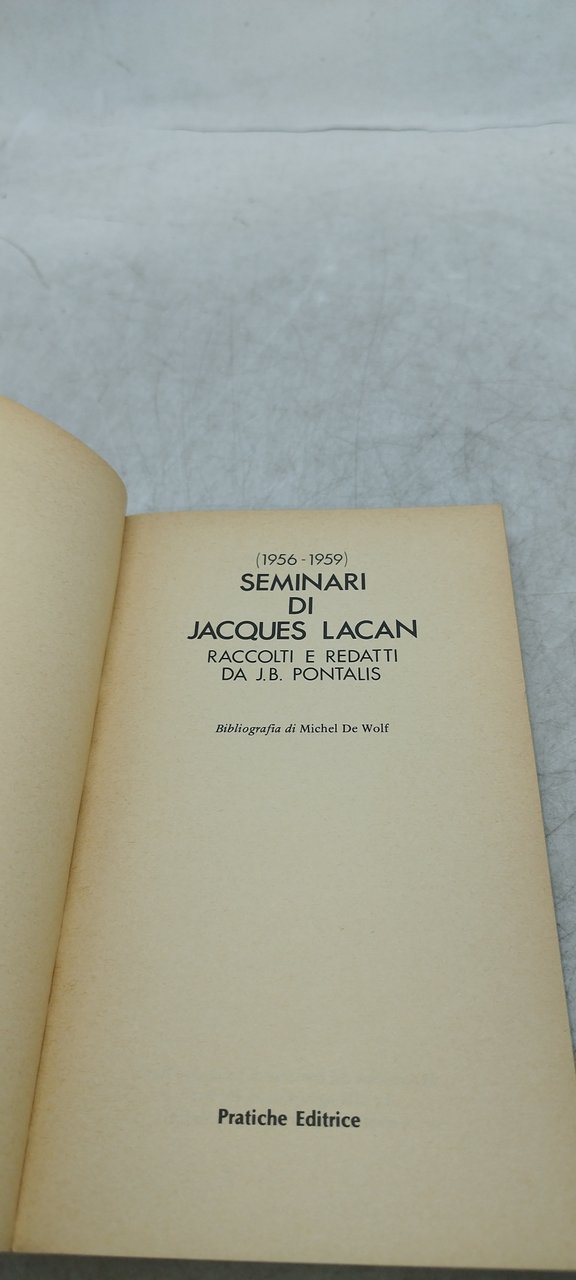 (1956-1959)
SEMINARI
DI
JACQUES LACAN
RACCOLTI E REDATTI
DA J.B. PONTALIS
Bibliografia di Michel De Wolf
Pratiche Editrice